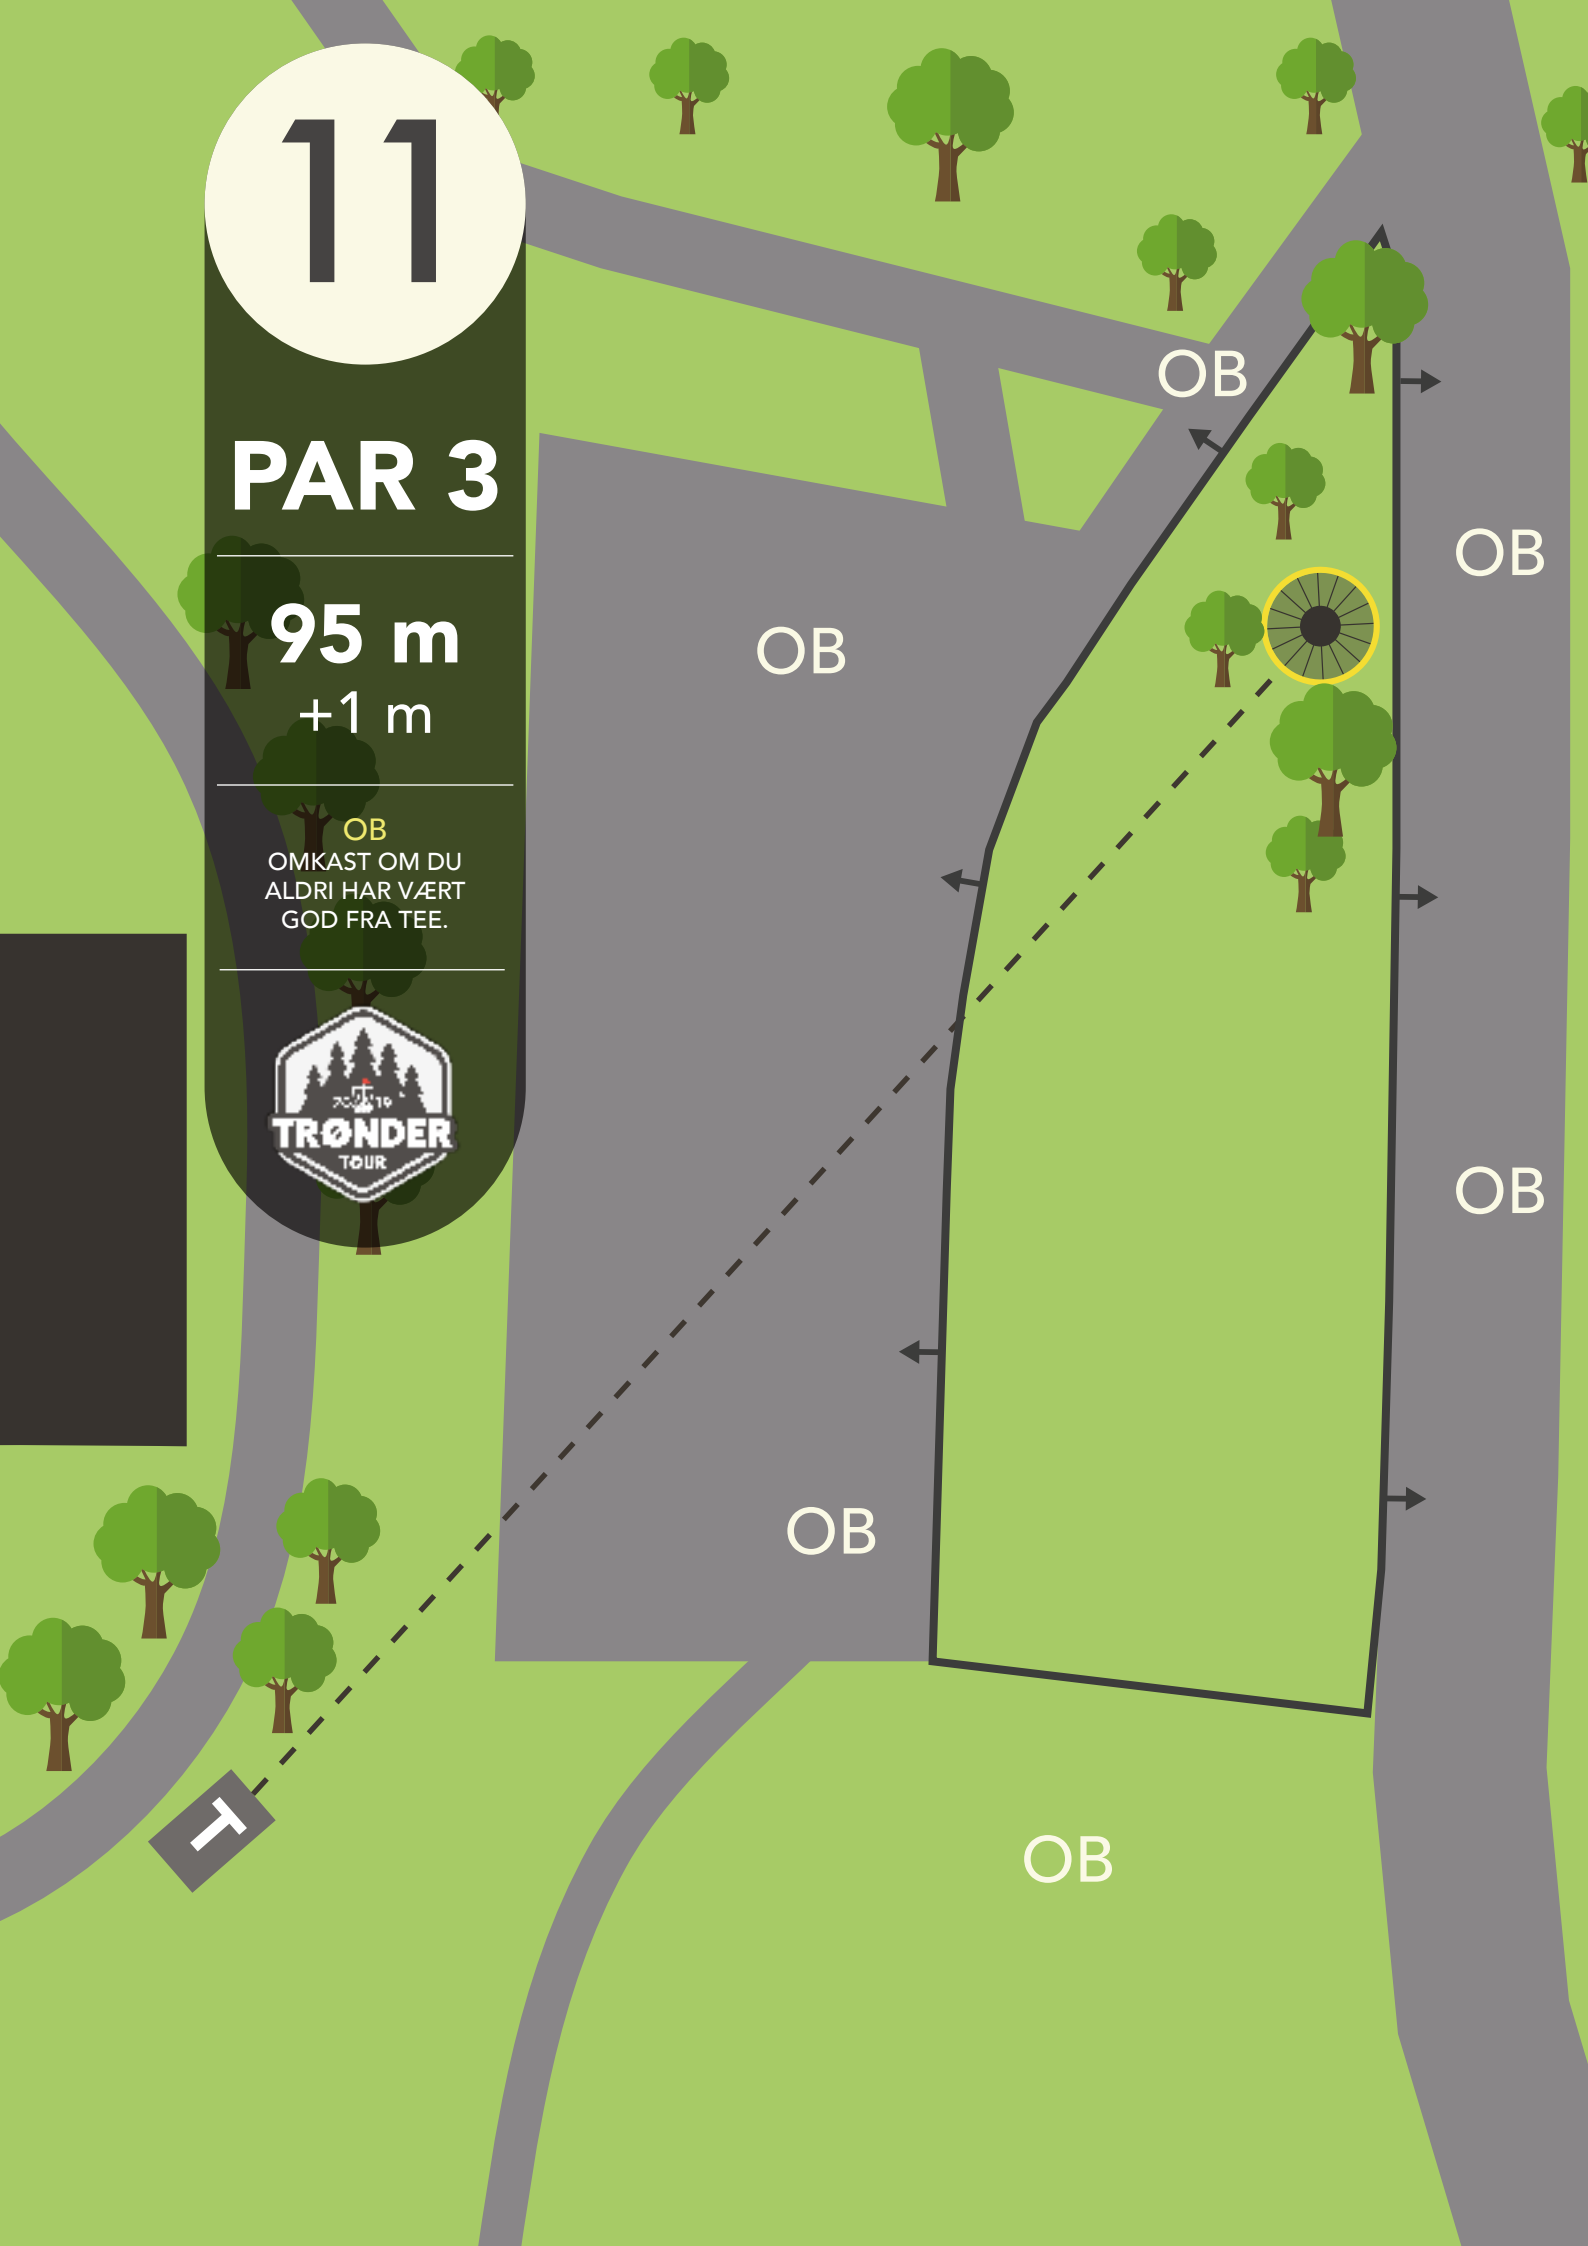 11
PAR 3
95 m
+1 m
OB
OMKAST OM DU
ALDRI HAR VÆRT
GOD FRA TEE.
TRØNDER
TOUR
OB
OB
OB
OB
OB
OB
T